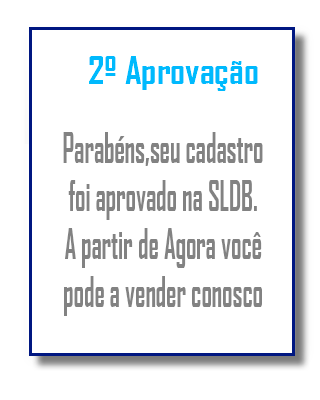 2º Aprovação
Parabéns,seu cadastro
foi aprovado na SLDB.
A partir de Agora você
pode a vender conosco